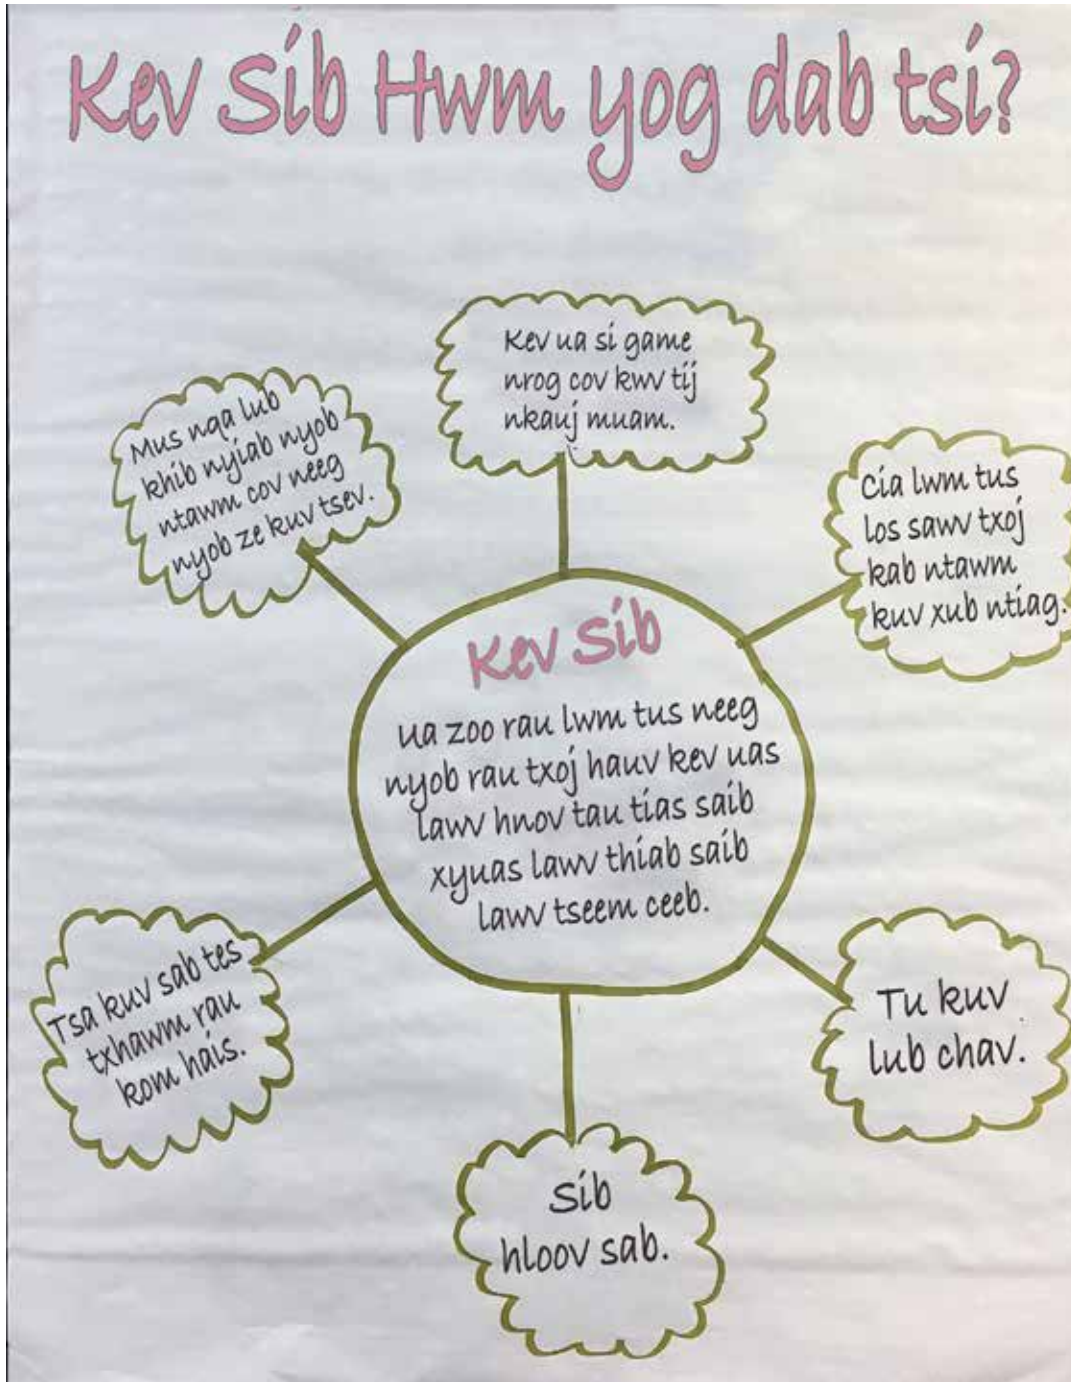 Kev Sib Hwm yog dab tsi?
Kev ua si game
nrog cov kwv tij
nkauj muam.
Mus nqa lub
khib nyiab nyob
ntawm cov neeg
nyob ze kuv tsev.
Cia lwm tus
los sawv txoj
kab ntawm
kuv xub ntiag.
Kev Sib
ua zoo rau lwm tus neeg
nyob rau txoj hauv kev uas
lawv hnov tau tias saib
xyuas lawv thiab saib
lawv tseem ceeb.
Tsa kuv sab tes
txhawm rau
kom hais.
Tu kuv
lub chav.
Sib
hloov sab.